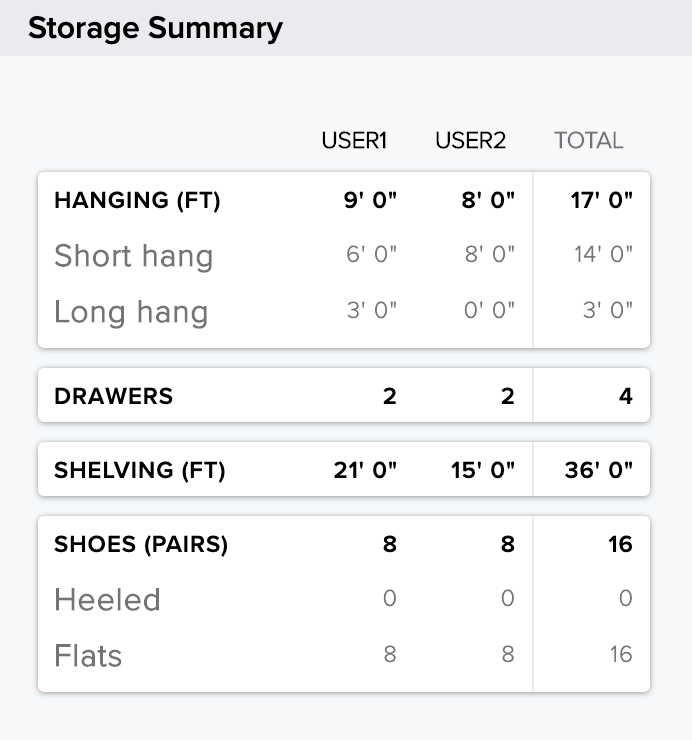 Storage Summary
USER1 USER2 TOTAL
HANGING (FT) 9' 0" 8' 0" 17' 0"
Short hang 6' 0" 8' 0" 14' 0"
Long hang 3' 0" 0' 0" 3' 0"
DRAWERS 2 2 4
SHELVING (FT) 21' 0" 15' 0" 36' 0"
SHOES (PAIRS) 8 8 16
Heeled 0 0 0
Flats 8 8 16